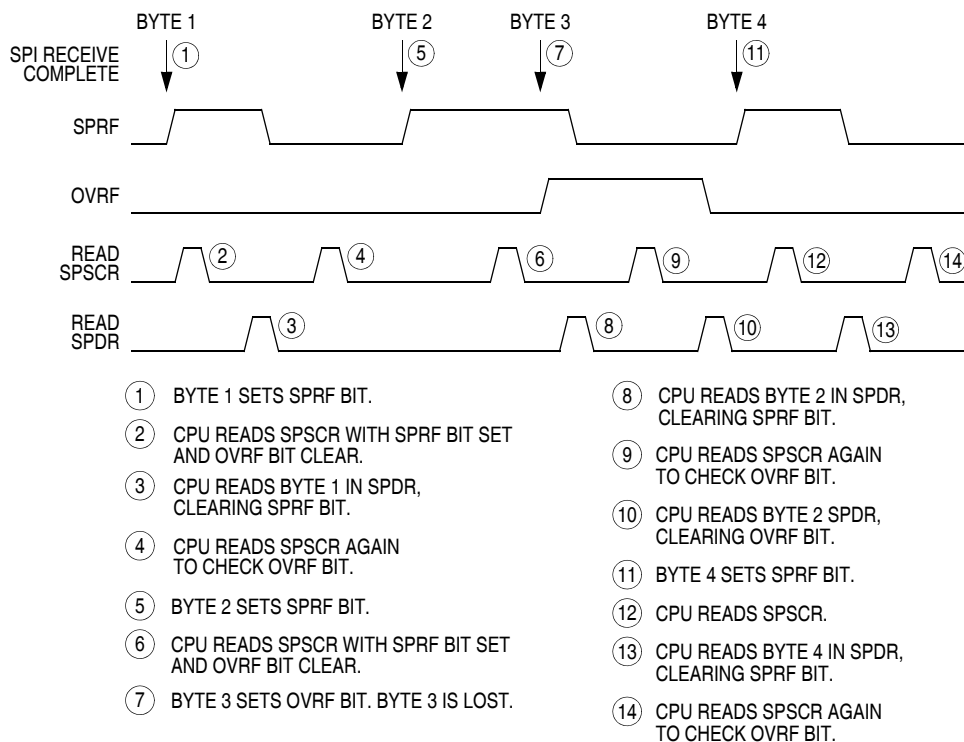 BYTE 1 BYTE 2 BYTE 3 BYTE 4
SPI RECEIVE
COMPLETE
1 5 7 11
SPRF
OVRF
READ
SPSCR
2 4 6 9 12 14
READ
SPDR
3 8 10 13
1 BYTE 1 SETS SPRF BIT.
2 CPU READS SPSCR WITH SPRF BIT SET
AND OVRF BIT CLEAR.
3 CPU READS BYTE 1 IN SPDR,
CLEARING SPRF BIT.
4 CPU READS SPSCR AGAIN
TO CHECK OVRF BIT.
5 BYTE 2 SETS SPRF BIT.
6 CPU READS SPSCR WITH SPRF BIT SET
AND OVRF BIT CLEAR.
7 BYTE 3 SETS OVRF BIT. BYTE 3 IS LOST.
8 CPU READS BYTE 2 IN SPDR,
CLEARING SPRF BIT.
9 CPU READS SPSCR AGAIN
TO CHECK OVRF BIT.
10 CPU READS BYTE 2 SPDR,
CLEARING OVRF BIT.
11 BYTE 4 SETS SPRF BIT.
12 CPU READS SPSCR.
13 CPU READS BYTE 4 IN SPDR,
CLEARING SPRF BIT.
14 CPU READS SPSCR AGAIN
TO CHECK OVRF BIT.